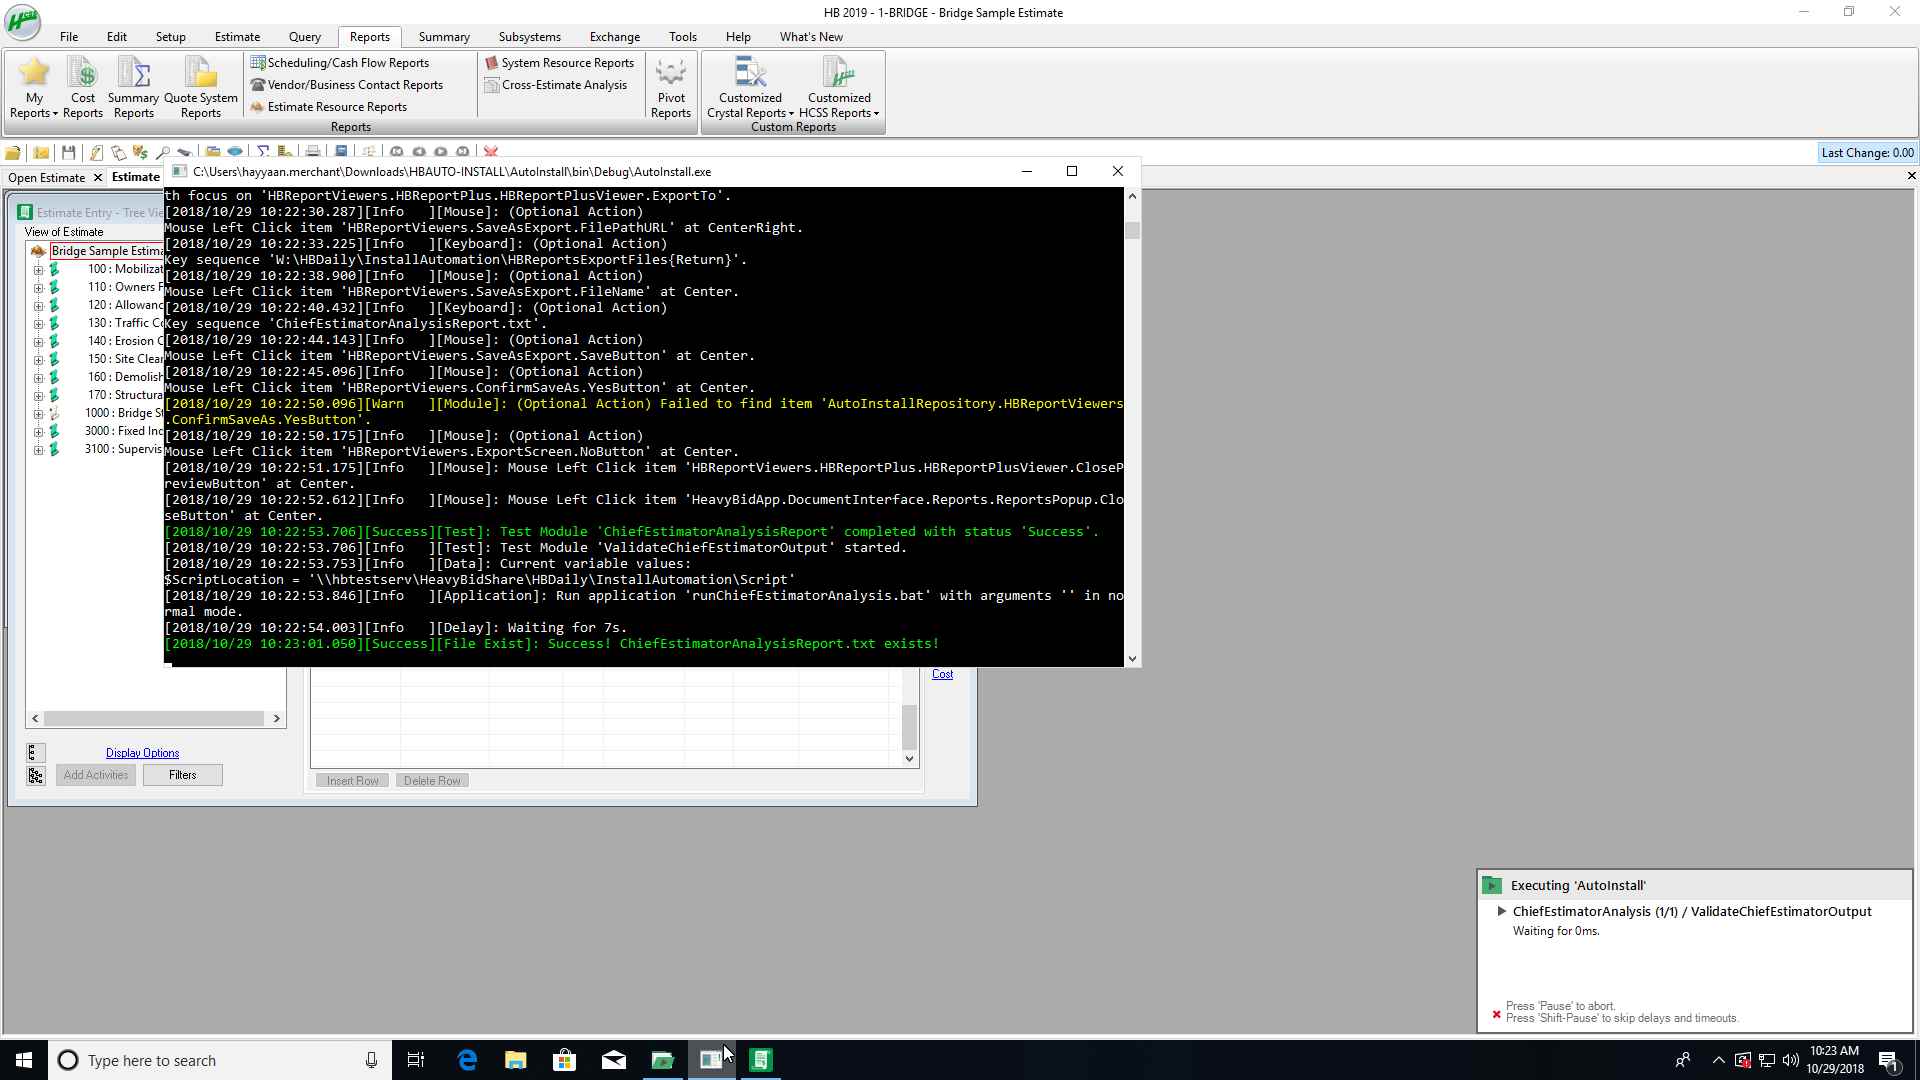 HB 2019 - 1-BRIDGE - Bridge Sample Estimate
File Edit Setup Estimate Query Reports Summary Subsystems Exchange Tools Help What's New
My Reports
Cost Reports
Summary Reports
Quote System Reports
Scheduling/Cash Flow Reports
Vendor/Business Contact Reports
Estimate Resource Reports
System Resource Reports
Cross-Estimate Analysis
Pivot Reports
Customized Crystal Reports
Customized HCSS Reports
Reports
Custom Reports
Last Change: 0.00
Open Estimate
Estimate
C:\Users\hayyaan.merchant\Downloads\HBAUTO-INSTALL\AutoInstall\bin\Debug\AutoInstall.exe
th focus on 'HBReportViewers.HBReportPlus.HBReportPlusViewer.ExportTo'.
[2018/10/29 10:22:30.287][Info   ][Mouse]: (Optional Action)
Mouse Left Click item 'HBReportViewers.SaveAsExport.FilePathURL' at CenterRight.
[2018/10/29 10:22:33.225][Info   ][Keyboard]: (Optional Action)
Key sequence 'W:\HBDaily\InstallAutomation\HBReportsExportFiles{Return}'.
[2018/10/29 10:22:38.900][Info   ][Mouse]: (Optional Action)
Mouse Left Click item 'HBReportViewers.SaveAsExport.FileName' at Center.
[2018/10/29 10:22:40.432][Info   ][Keyboard]: (Optional Action)
Key sequence 'ChiefEstimatorAnalysisReport.txt'.
[2018/10/29 10:22:44.143][Info   ][Mouse]: (Optional Action)
Mouse Left Click item 'HBReportViewers.SaveAsExport.SaveButton' at Center.
[2018/10/29 10:22:45.096][Info   ][Mouse]: (Optional Action)
Mouse Left Click item 'HBReportViewers.ConfirmSaveAs.YesButton' at Center.
[2018/10/29 10:22:50.096][Warn   ][Module]: (Optional Action) Failed to find item 'AutoInstallRepository.HBReportViewers
.ConfirmSaveAs.YesButton'.
[2018/10/29 10:22:50.175][Info   ][Mouse]: (Optional Action)
Mouse Left Click item 'HBReportViewers.ExportScreen.NoButton' at Center.
[2018/10/29 10:22:51.175][Info   ][Mouse]: Mouse Left Click item 'HBReportViewers.HBReportPlus.HBReportPlusViewer.CloseP
reviewButton' at Center.
[2018/10/29 10:22:52.612][Info   ][Mouse]: Mouse Left Click item 'HeavyBidApp.DocumentInterface.Reports.ReportsPopup.Clo
seButton' at Center.
[2018/10/29 10:22:53.706][Success][Test]: Test Module 'ChiefEstimatorAnalysisReport' completed with status 'Success'.
[2018/10/29 10:22:53.706][Info   ][Test]: Test Module 'ValidateChiefEstimatorOutput' started.
[2018/10/29 10:22:53.753][Info   ][Data]: Current variable values:
$ScriptLocation = '\\hbtestserv\HeavyBidShare\HBDaily\InstallAutomation\Script'
[2018/10/29 10:22:53.846][Info   ][Application]: Run application 'runChiefEstimatorAnalysis.bat' with arguments '' in no
rmal mode.
[2018/10/29 10:22:54.003][Info   ][Delay]: Waiting for 7s.
[2018/10/29 10:23:01.050][Success][File Exist]: Success! ChiefEstimatorAnalysisReport.txt exists!
Estimate Entry - Tree Vie
View of Estimate
Bridge Sample Estima
100 : Mobilizat
110 : Owners F
120 : Allowanc
130 : Traffic Co
140 : Erosion C
150 : Site Clear
160 : Demolish
170 : Structura
1000 : Bridge St
3000 : Fixed Ind
3100 : Supervis
Display Options
Add Activities Filters
Insert Row Delete Row
Cost
Executing 'AutoInstall'
ChiefEstimatorAnalysis (1/1) / ValidateChiefEstimatorOutput
Waiting for 0ms.
Press 'Pause' to abort.
Press 'Shift-Pause' to skip delays and timeouts.
Type here to search
10:23 AM
10/29/2018
1